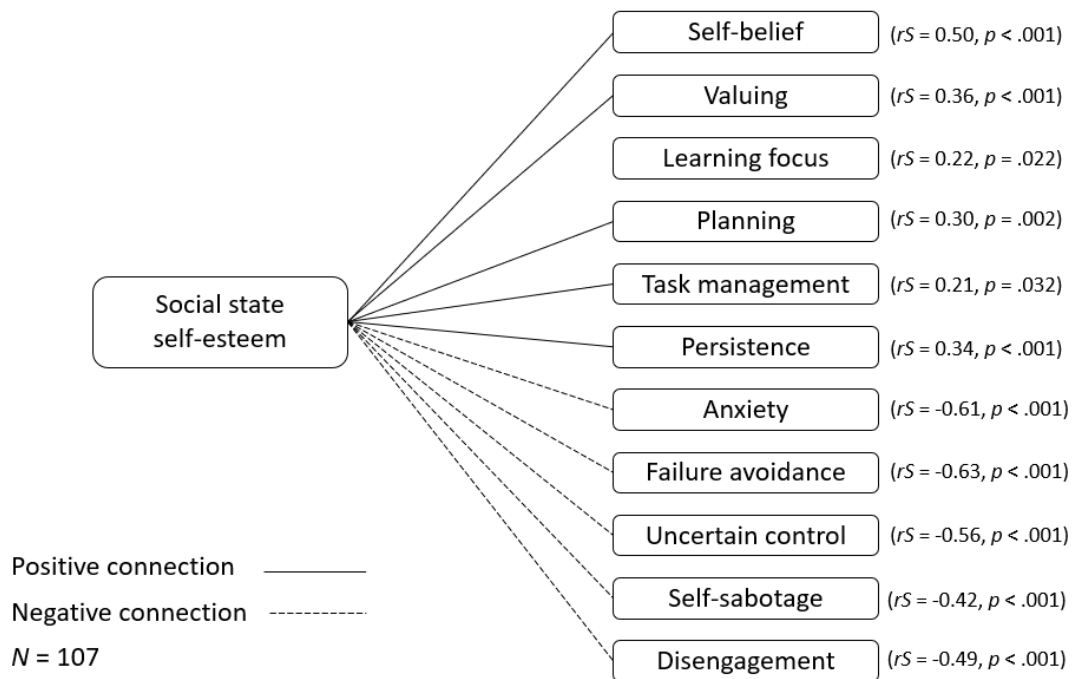 Self-belief (rS = 0.50, p < .001)
Valuing (rS = 0.36, p < .001)
Learning focus (rS = 0.22, p = .022)
Planning (rS = 0.30, p = .002)
Social state
self-esteem
Task management (rS = 0.21, p = .032)
Persistence (rS = 0.34, p < .001)
Anxiety (rS = -0.61, p < .001)
Failure avoidance (rS = -0.63, p < .001)
Uncertain control (rS = -0.56, p < .001)
Self-sabotage (rS = -0.42, p < .001)
Disengagement (rS = -0.49, p < .001)
Positive connection
Negative connection
N = 107